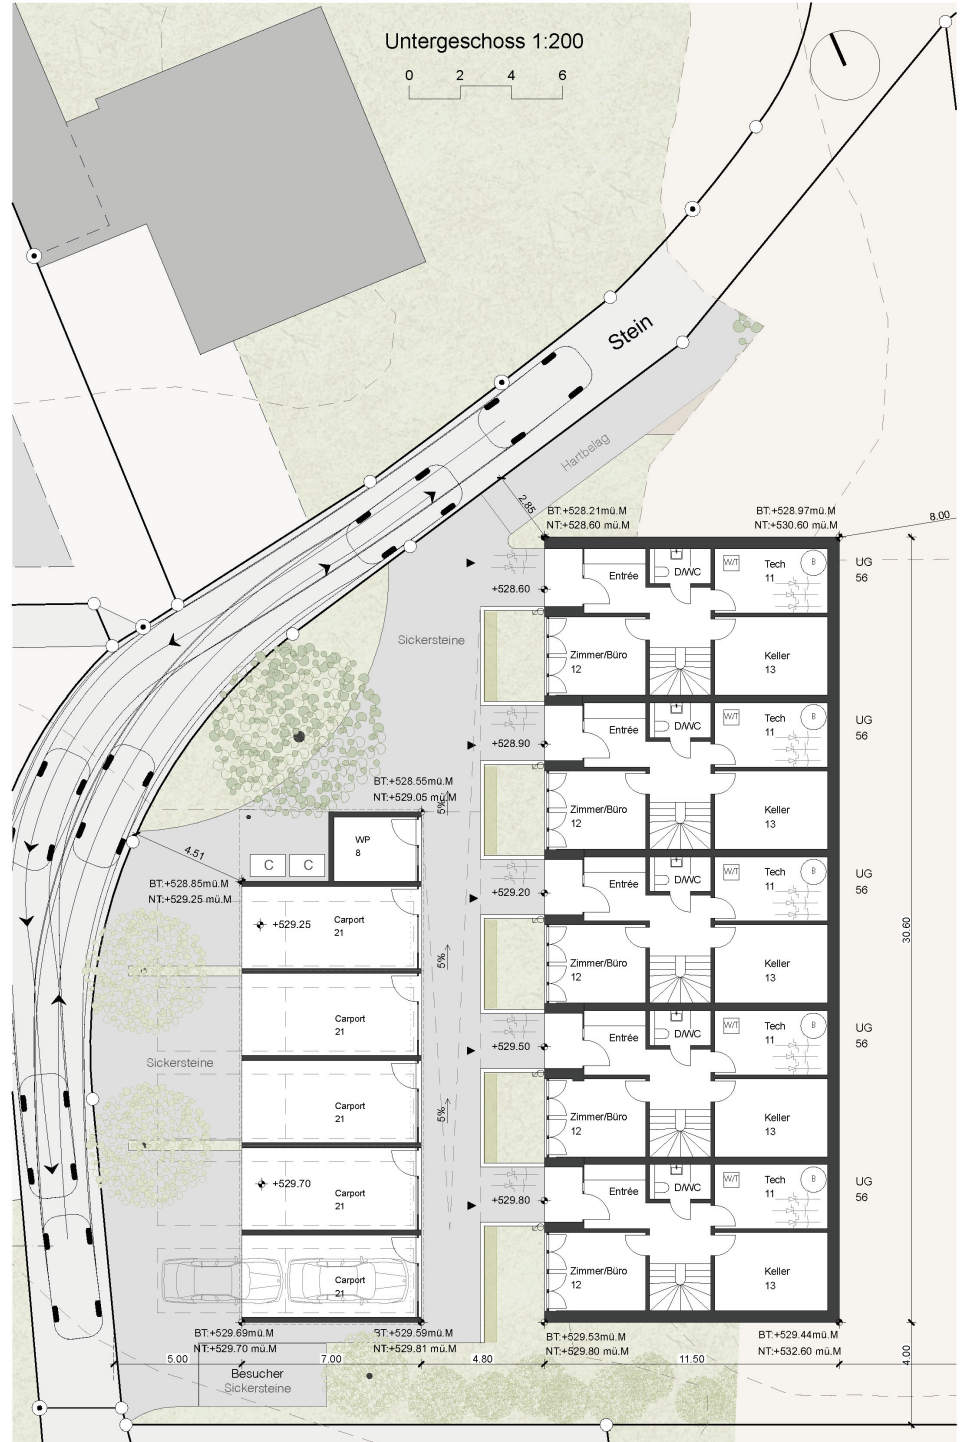 Untergeschoss 1:200
0 2 4 6
Stein
Hartbelag
2.85
BT:+528.21mü.M
NT:+528.60 mü.M
BT:+528.97mü.M
NT:+530.60 mü.M
8.00
+528.60
Entrée
D/WC
W/T
Tech
11
B
UG
56
Sickersteine
Zimmer/Büro
12
Keller
13
+528.90
Entrée
D/WC
W/T
Tech
11
B
UG
56
BT:+528.55mü.M
NT:+529.05 mü.M
5%
Zimmer/Büro
12
Keller
13
WP
8
C C
4.51
BT:+528.85mü.M
NT:+529.25 mü.M
+529.20
Entrée
D/WC
W/T
Tech
11
B
UG
56
+529.25
Carport
21
5%
Zimmer/Büro
12
Keller
13
30.60
Carport
21
+529.50
Entrée
D/WC
W/T
Tech
11
B
UG
56
Sickersteine
Carport
21
5%
Zimmer/Büro
12
Keller
13
+529.70
Carport
21
+529.80
Entrée
D/WC
W/T
Tech
11
B
UG
56
Carport
21
Zimmer/Büro
12
Keller
13
BT:+529.69mü.M
NT:+529.70 mü.M
BT:+529.59mü.M
NT:+529.81 mü.M
BT:+529.53mü.M
NT:+529.80 mü.M
BT:+529.44mü.M
NT:+532.60 mü.M
5.00 7.00 4.80 11.50
4.00
Besucher
Sickersteine